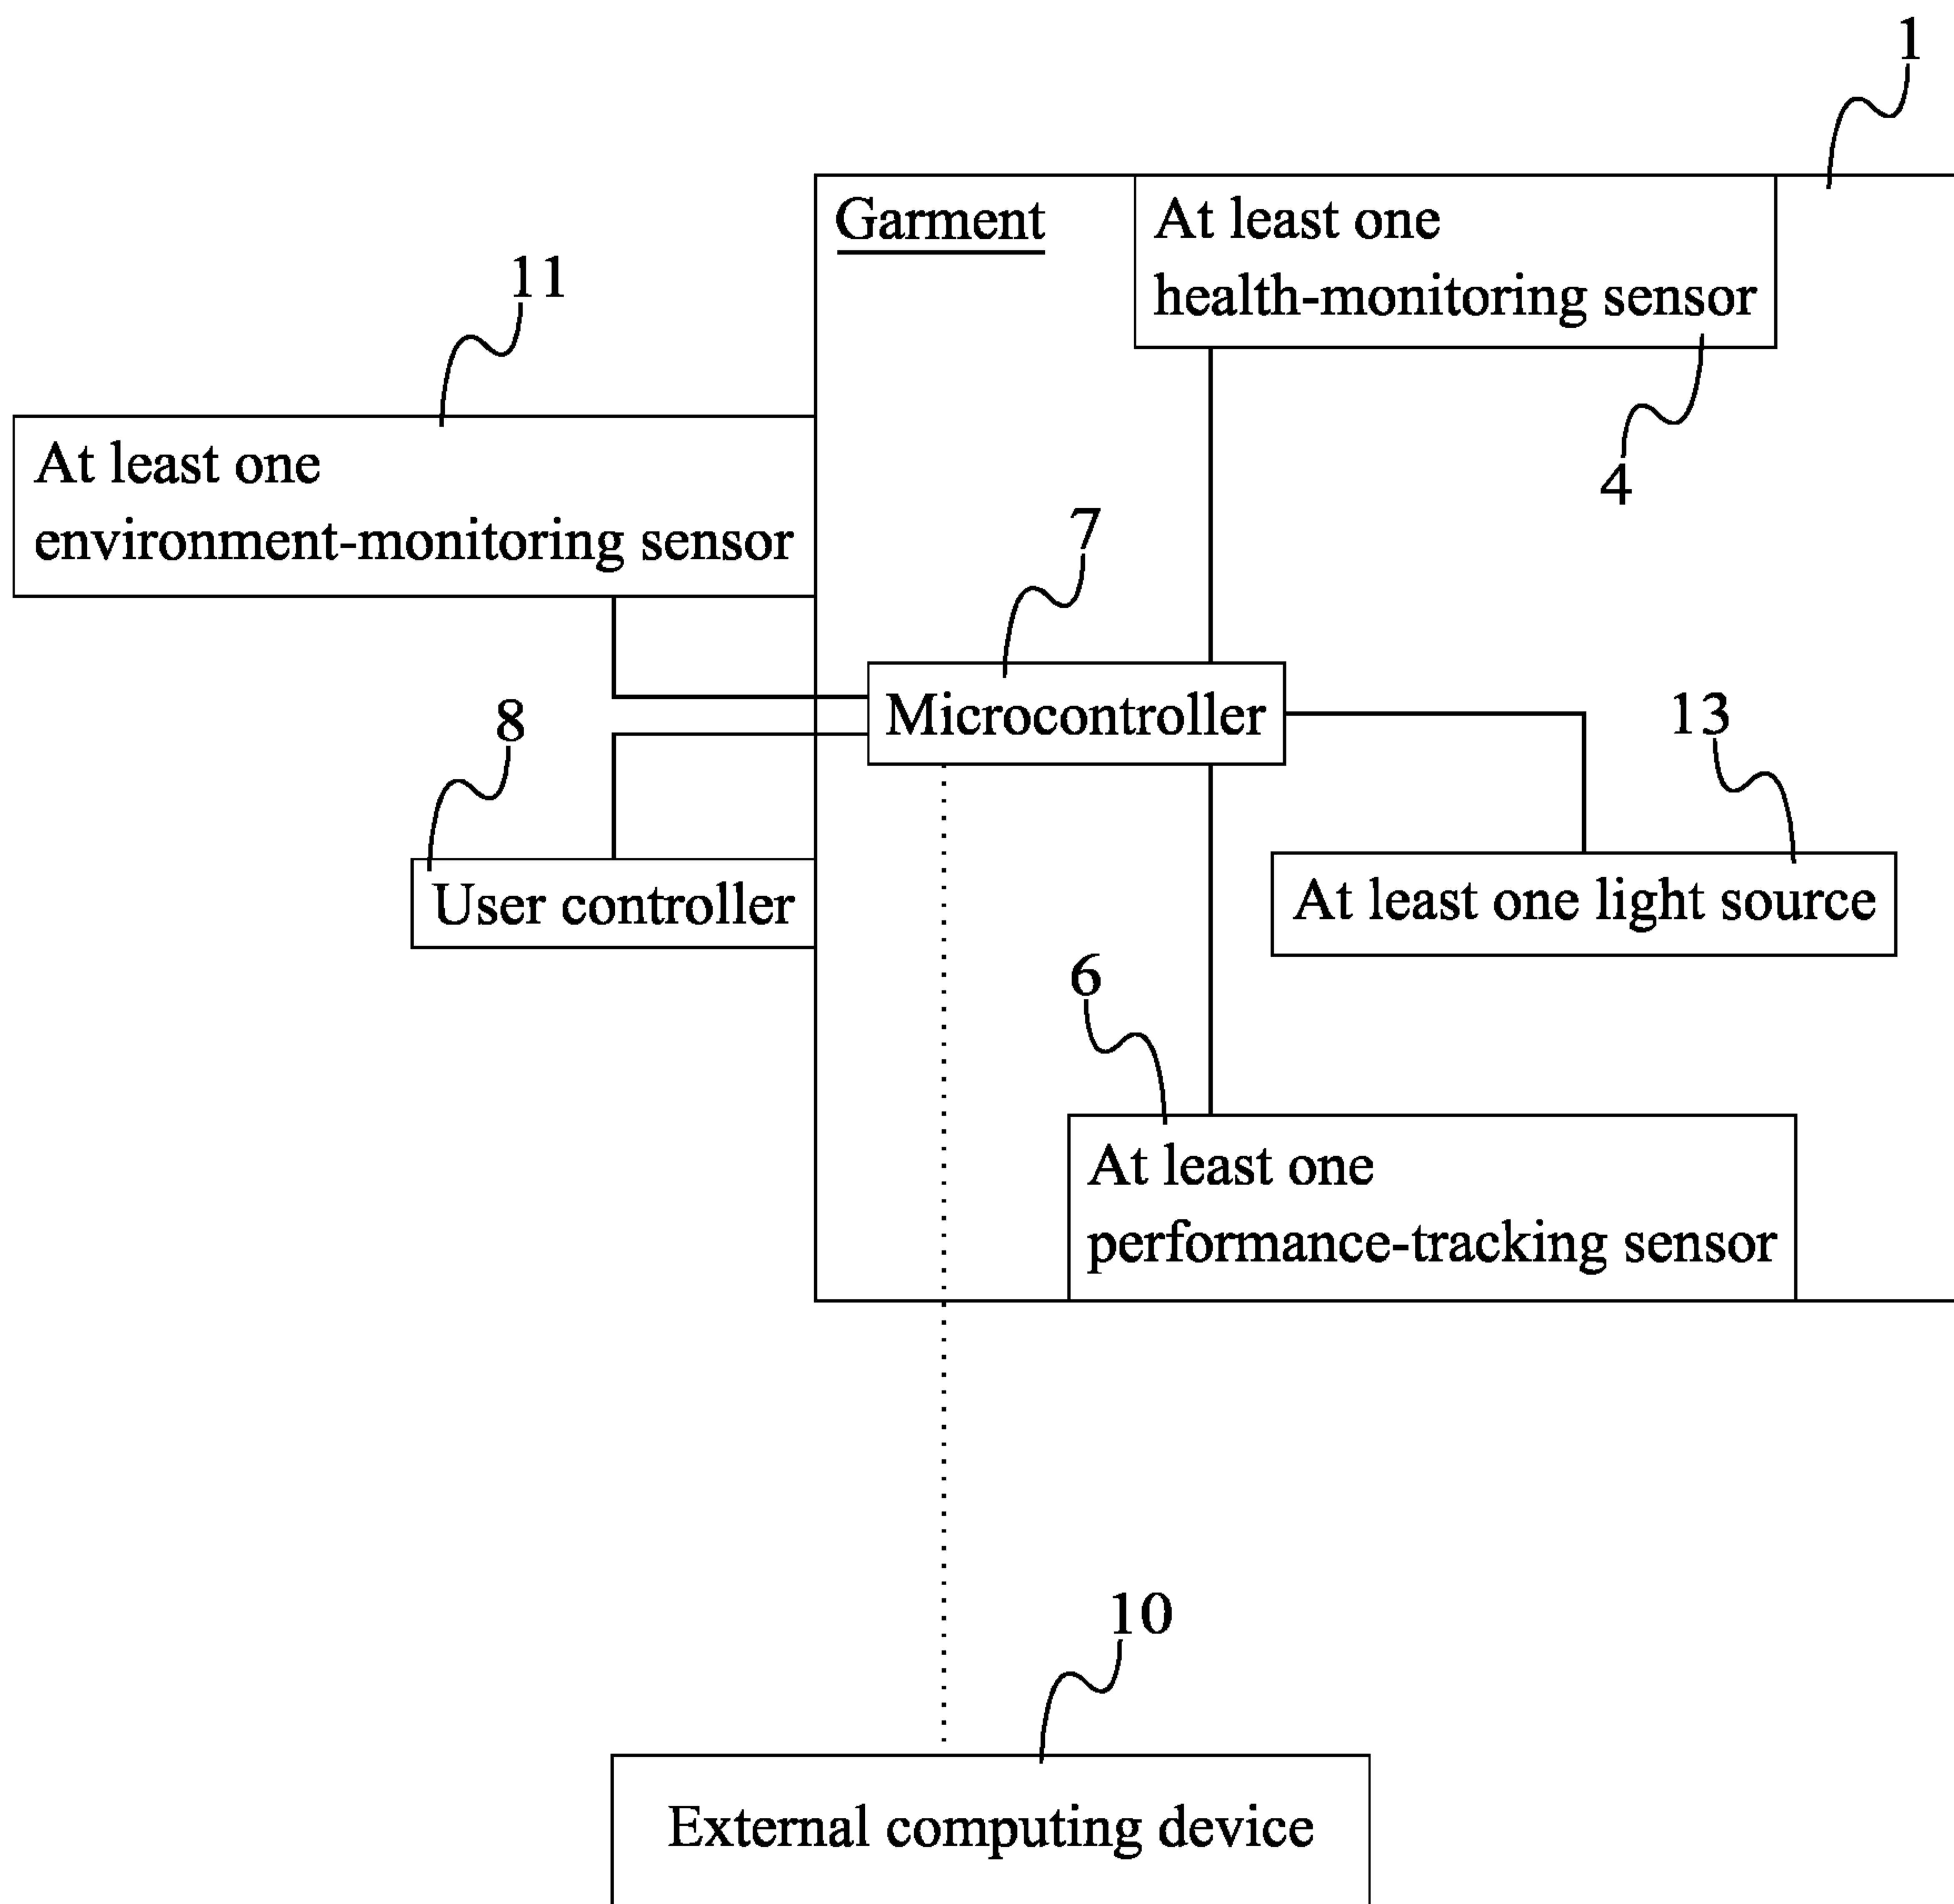 1
Garment
At least one
health-monitoring sensor
11
4
At least one
environment-monitoring sensor
7
Microcontroller
8
13
User controller
At least one light source
6
At least one
performance-tracking sensor
10
External computing device